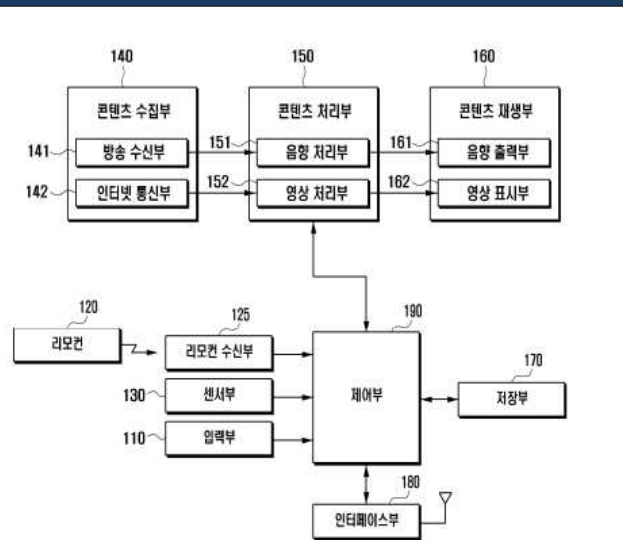 140 150 160
콘텐츠 수집부 콘텐츠 처리부 콘텐츠 재생부
141 방송 수신부 151 음향 처리부 161 음향 출력부
142 인터넷 통신부 152 영상 처리부 162 영상 표시부
120 125 190
리모컨 리모컨 수신부
130 센서부 제어부 170
저장부
110 입력부
180
인터페이스부